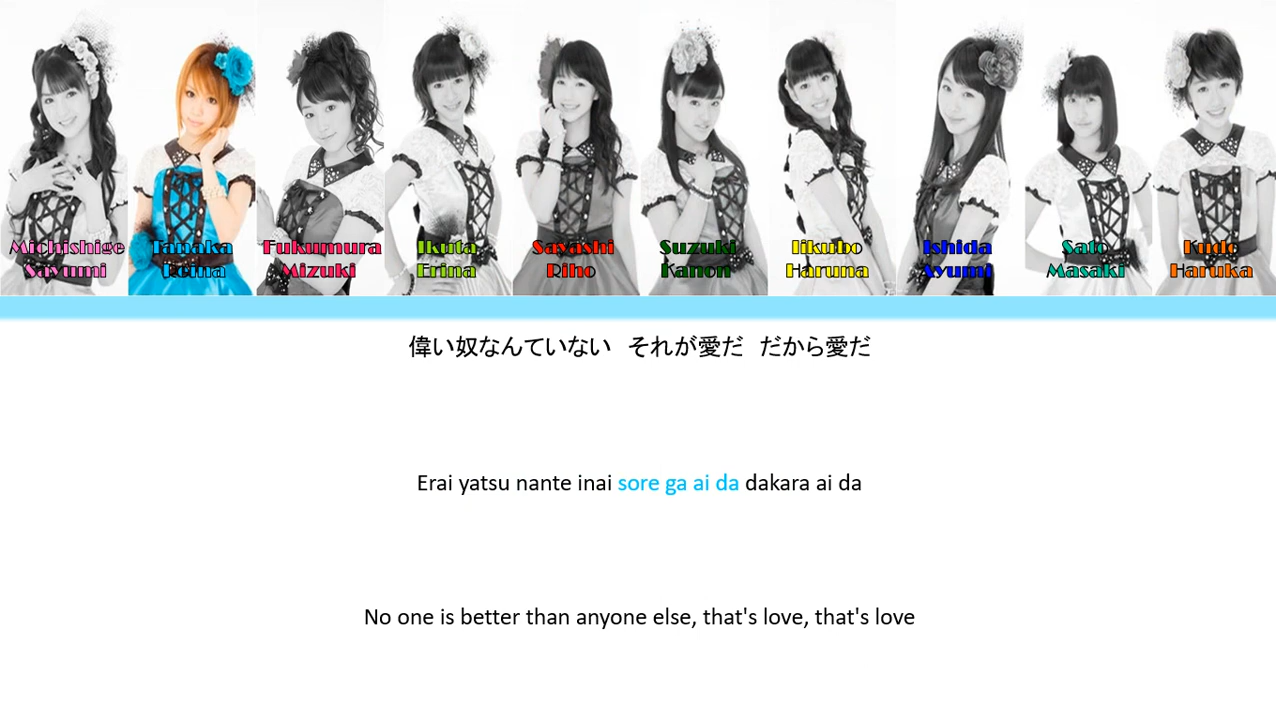 Michishige Tanaka Fukumura Ikuta Sayashi Suzuki Iikubo Ishida Sato Kudo
Sayumi Reina Mizuki Erina Riho Kanon Haruna Ayumi Masaki Haruka
偉い奴なんていない　それが愛だ　だから愛だ
Erai yatsu nante inai sore ga ai da dakara ai da
No one is better than anyone else, that's love, that's love